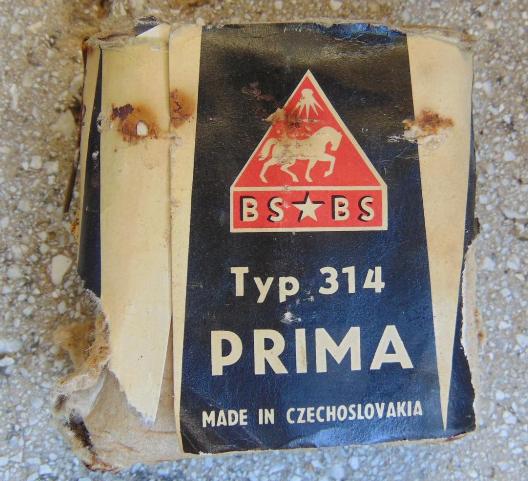 BS★BS
Typ 314
PRIMA
MADE IN CZECHOSLOVAKIA